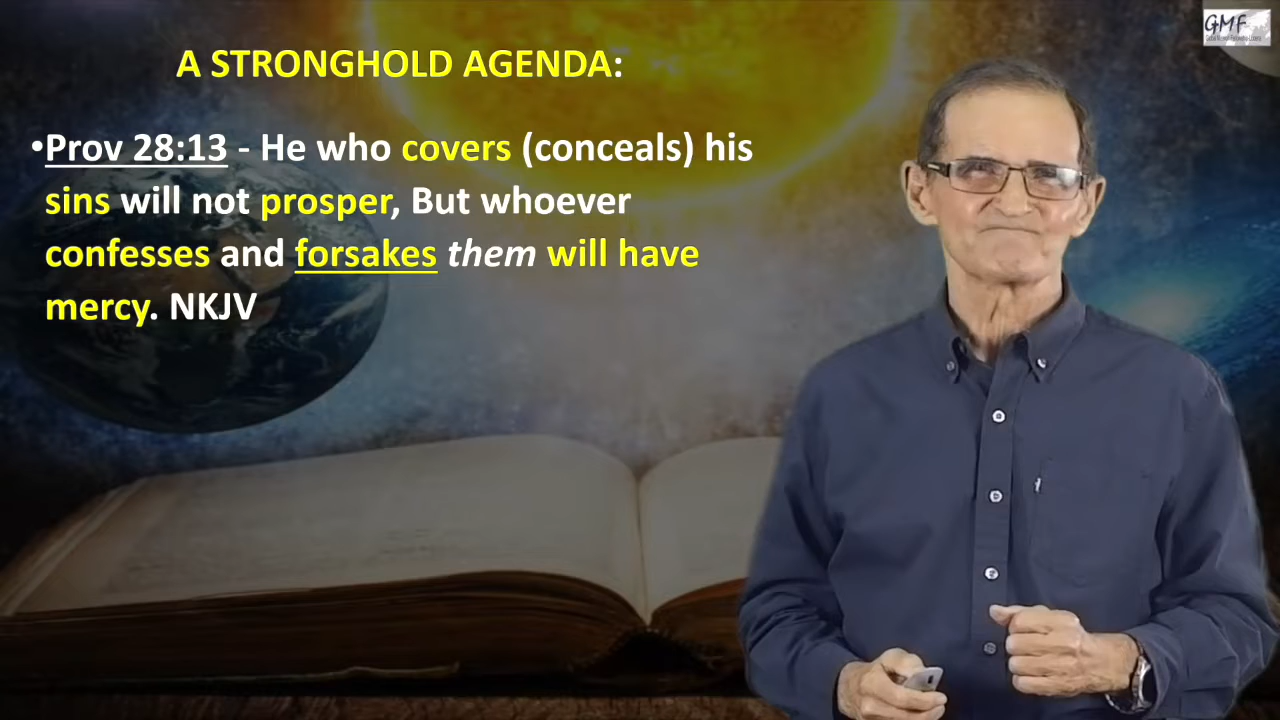 GMF
A STRONGHOLD AGENDA:
•Prov 28:13 - He who covers (conceals) his
sins will not prosper, But whoever
confesses and forsakes them will have
mercy. NKJV